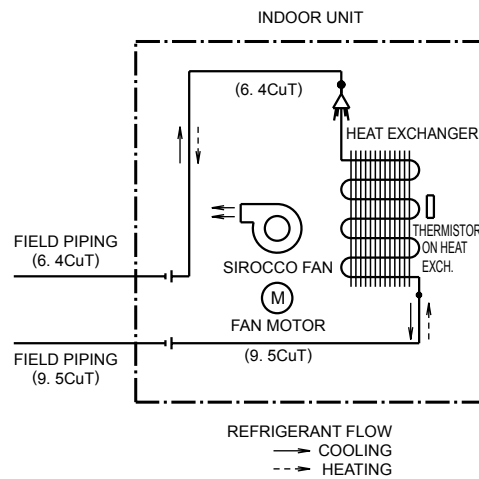 INDOOR UNIT
(6. 4CuT)
HEAT EXCHANGER
THERMISTOR
ON HEAT
EXCH.
FIELD PIPING
(6. 4CuT)
SIROCCO FAN
M
FAN MOTOR
(9. 5CuT)
FIELD PIPING
(9. 5CuT)
REFRIGERANT FLOW
COOLING
HEATING